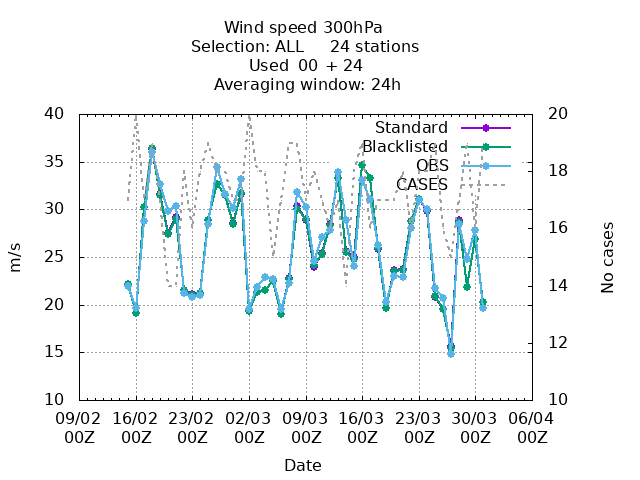 Wind speed 300hPa
Selection: ALL 24 stations
Used 00 + 24
Averaging window: 24h
40 20
Standard
Blacklisted
35 18
OBS
CASES
30 16
m/s
25
No cases
20 14
15 12
10 10
09/02 16/02 23/02 02/03 09/03 16/03 23/03 30/03 06/04
00Z 00Z 00Z 00Z 00Z 00Z 00Z 00Z 00Z
Date